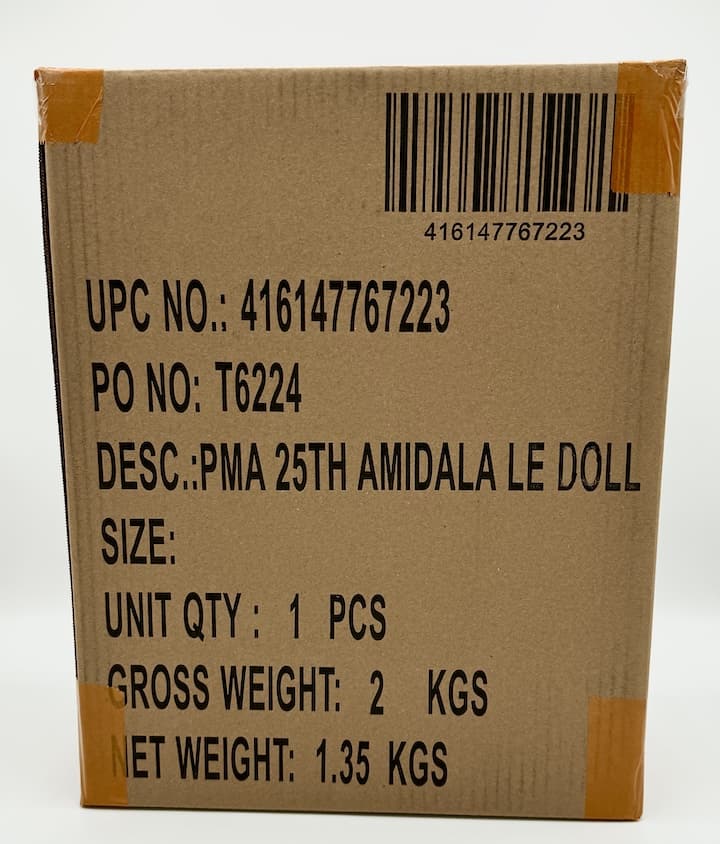 416147767223
UPC NO.: 416147767223
PO NO: T6224
DESC.:PMA 25TH AMIDALA LE DOLL
SIZE:
UNIT QTY : 1 PCS
GROSS WEIGHT: 2 KGS
NET WEIGHT: 1.35 KGS